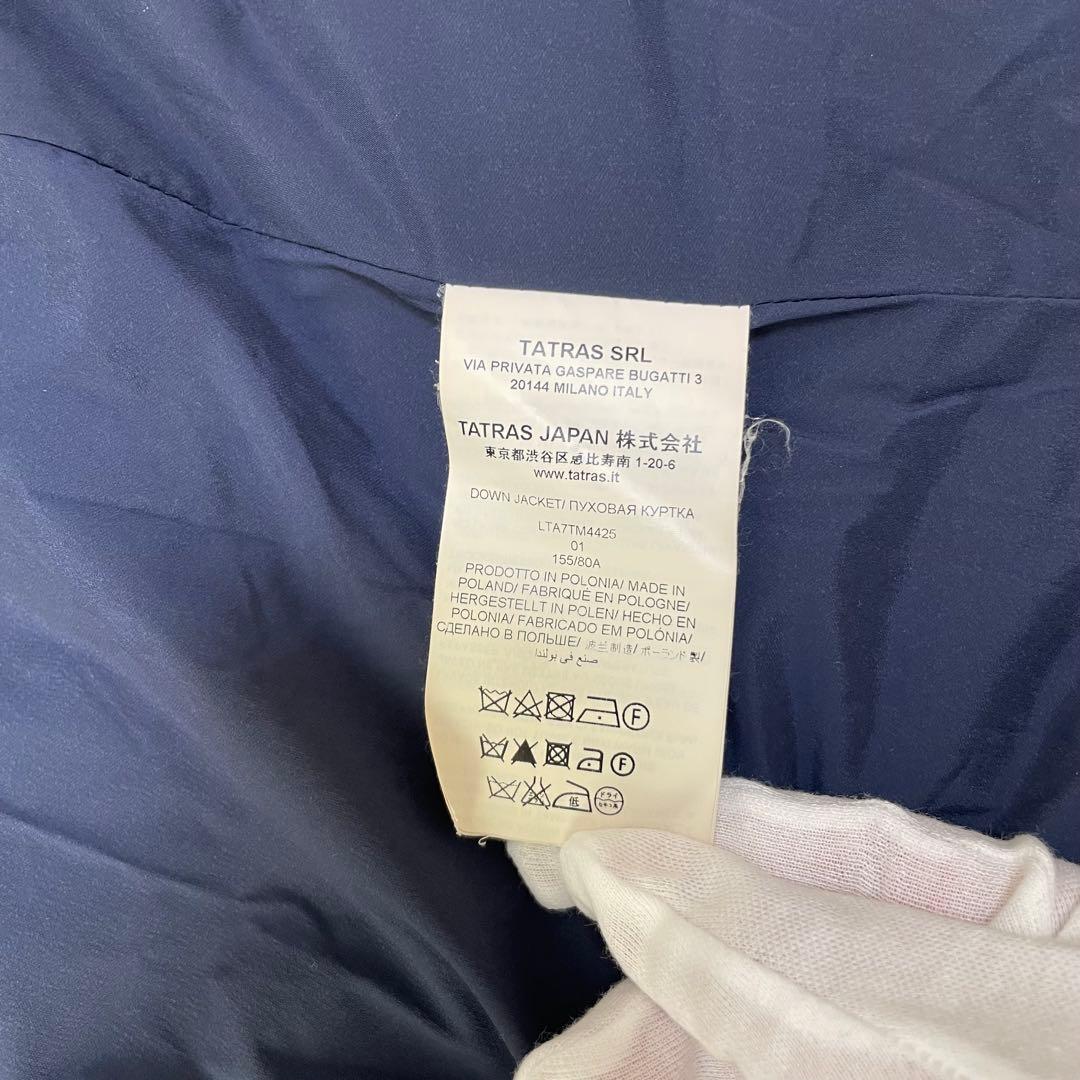 TATRAS SRL
VIA PRIVATA GASPARE BUGATTI 3
20144 MILANO ITALY
TATRAS JAPAN 株式会社
東京都渋谷区恵比寿南 1-20-6
www.tatras.it
DOWN JACKET/ ПУХОВАЯ КУРТКА
LTA7TM4425
01
155/80A
PRODOTTO IN POLONIA/ MADE IN
POLAND/ FABRIQUÉ EN POLOGNE/
HERGESTELLT IN POLEN/ HECHO EN
POLONIA/ FABRICADO EM POLÓNIA/
СДЕЛАНО В ПОЛЬШЕ/ 波兰制造/ ポーランド製/
صنع في بولندا
F
F
低 ドライ